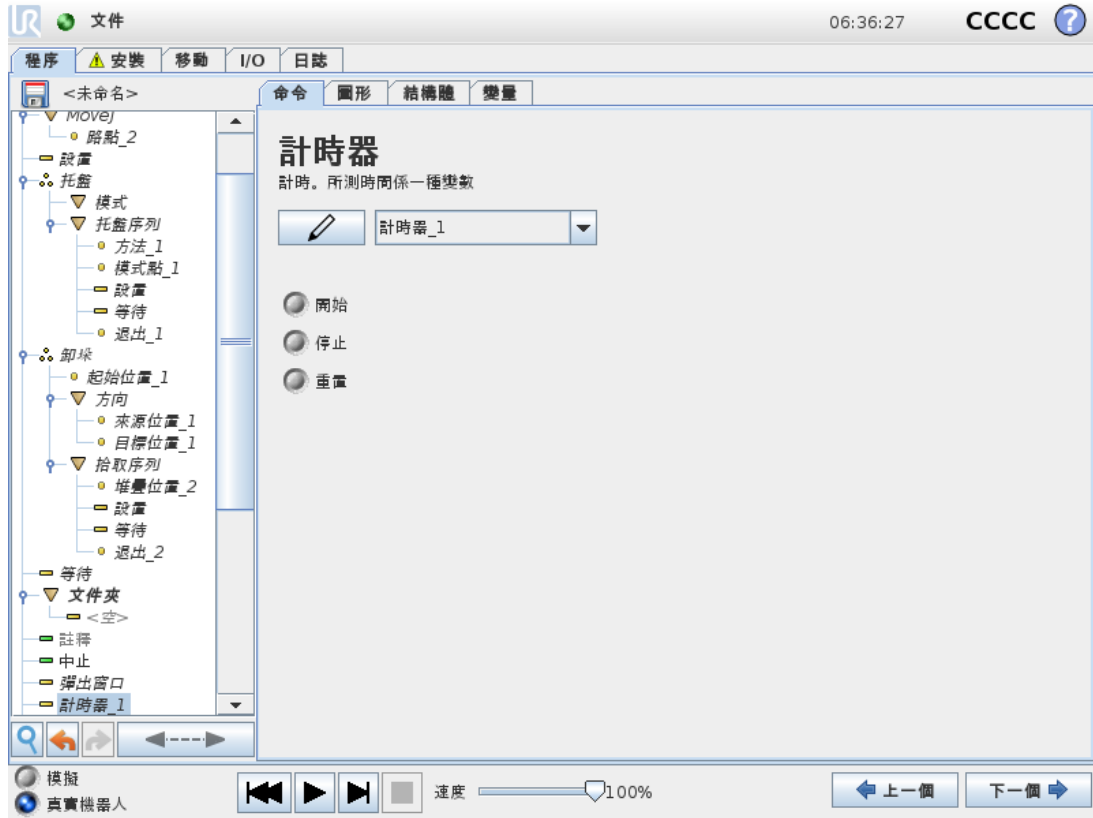 UR 文件 06:36:27 CCCC ?
程序 安裝 移動 I/O 日誌
<未命名> 命令 圖形 結構體 變量
MoveJ
路點_2
設置
托盤
模式
托盤序列
方法_1
模式點_1
設置
等待
退出_1
卸垛
起始位置_1
方向
來源位置_1
目標位置_1
拾取序列
堆疊位置_2
設置
等待
退出_2
等待
文件夾
<空>
註釋
中止
彈出窗口
計時器_1
計時器
計時。所測時間係一種變數
計時器_1
開始
停止
重置
模擬
真實機器人
速度 100%
上一個 下一個